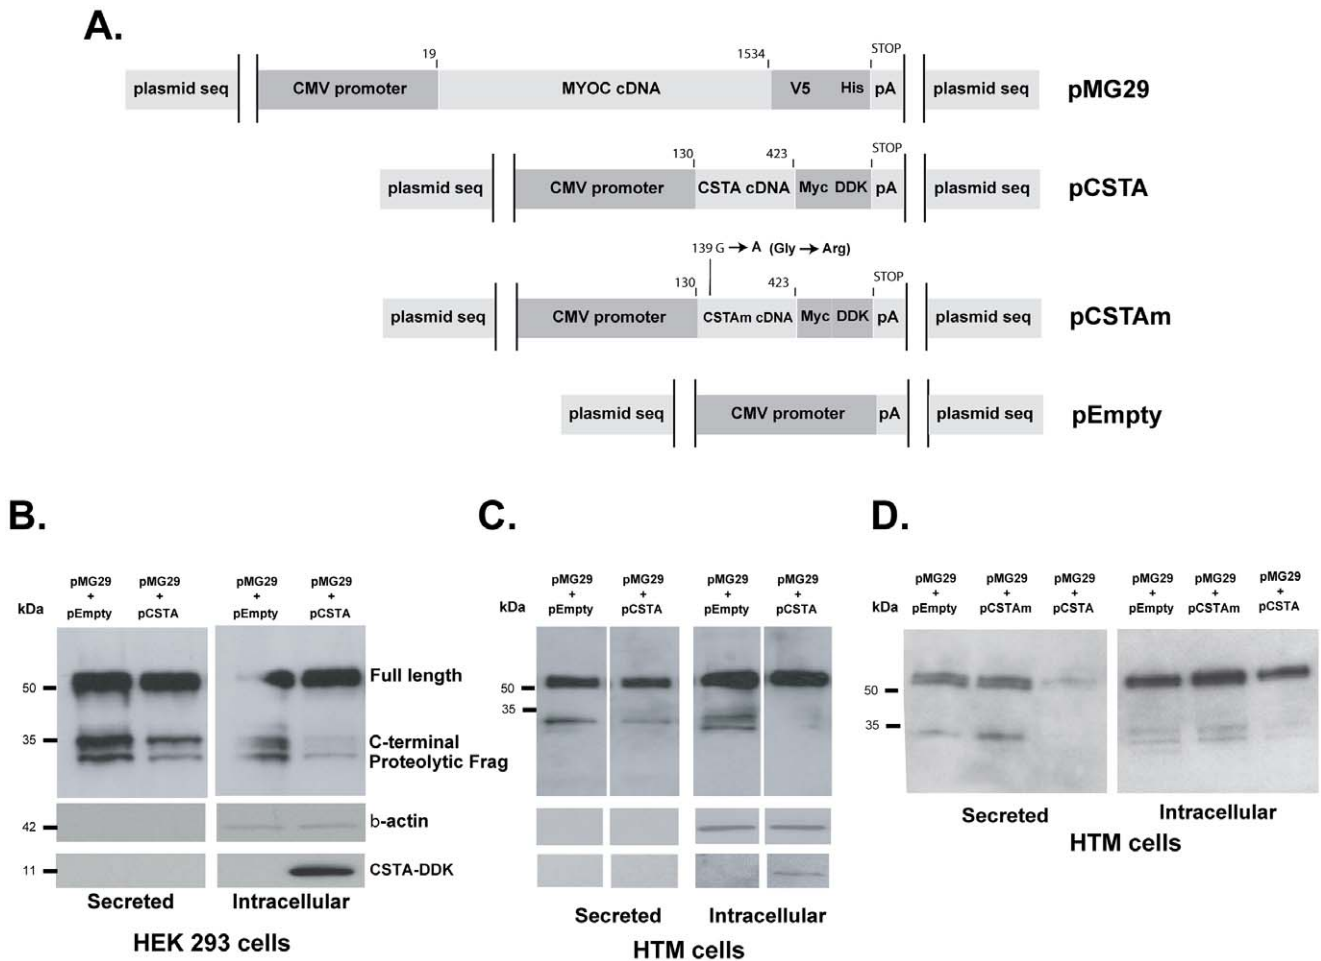 A.
19 1534 STOP
plasmid seq CMV promoter MYOC cDNA V5 His pA plasmid seq pMG29
130 423 STOP
plasmid seq CMV promoter CSTA cDNA Myc DDK pA plasmid seq pCSTA
139 G → A (Gly → Arg)
130 423 STOP
plasmid seq CMV promoter CSTAm cDNA Myc DDK pA plasmid seq pCSTAm
plasmid seq CMV promoter pA plasmid seq pEmpty
B.
pMG29 pMG29 pMG29 pMG29
+ + + +
kDa pEmpty pCSTA pEmpty pCSTA
50 Full length
35 C-terminal
Proteolytic Frag
42 b-actin
11 CSTA-DDK
Secreted Intracellular
HEK 293 cells
C.
pMG29 pMG29 pMG29 pMG29
+ + + +
kDa pEmpty pCSTA pEmpty pCSTA
50
35
Secreted Intracellular
HTM cells
D.
pMG29 pMG29 pMG29 pMG29 pMG29 pMG29
+ + + + + +
kDa pEmpty pCSTAm pCSTA pEmpty pCSTAm pCSTA
50
35
Secreted Intracellular
HTM cells